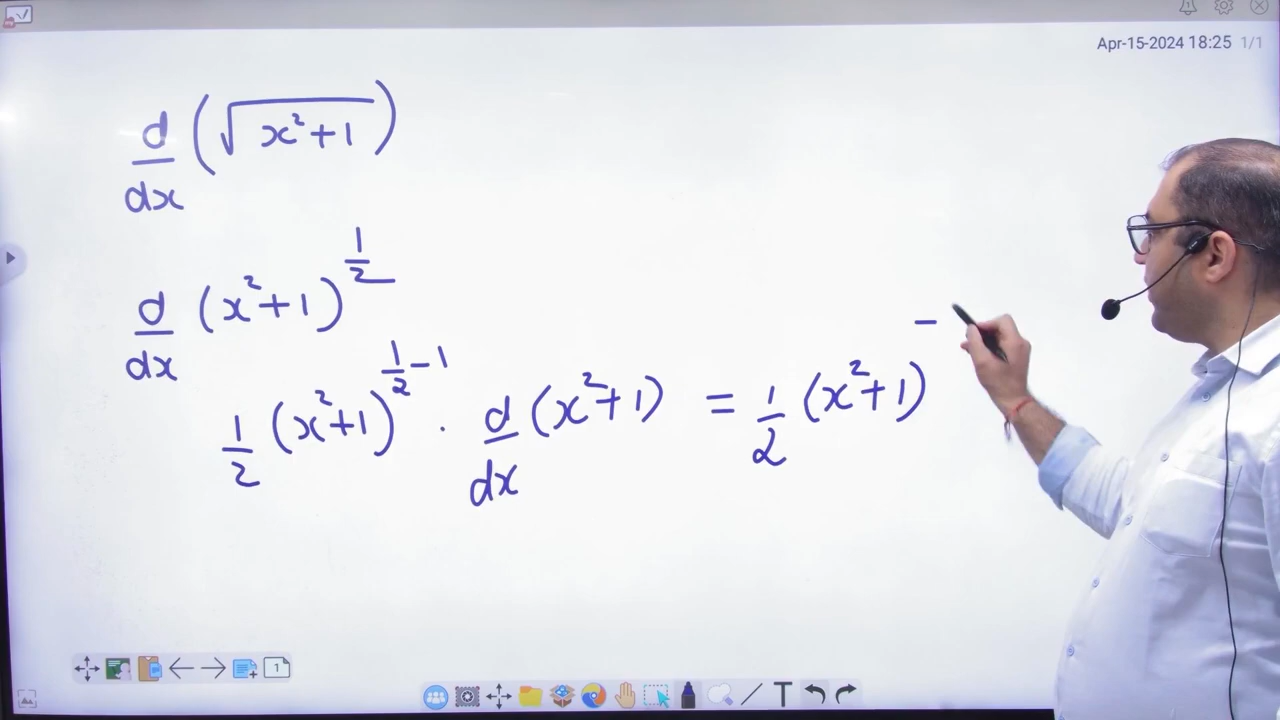 Apr-15-2024 18:25 1/1
d/dx (√(x²+1))
d/dx (x²+1)^(1/2)
1/2 (x²+1)^(1/2 - 1) · d/dx (x²+1) = 1/2 (x²+1)^-
1
T